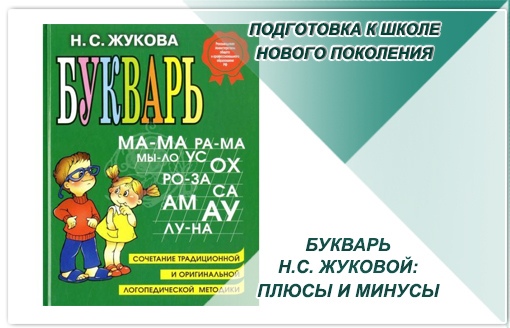 Н. С. ЖУКОВА
БУКВАРЬ
МА-МА РА-МА
МЫ-ЛО УС ОХ
РО-ЗА СА
АМ АУ
ЛУ-НА
СОЧЕТАНИЕ ТРАДИЦИОННОЙ
И ОРИГИНАЛЬНОЙ
ЛОГОПЕДИЧЕСКОЙ МЕТОДИКИ
ПОДГОТОВКА К ШКОЛЕ
НОВОГО ПОКОЛЕНИЯ
БУКВАРЬ
Н.С. ЖУКОВОЙ:
ПЛЮСЫ И МИНУСЫ